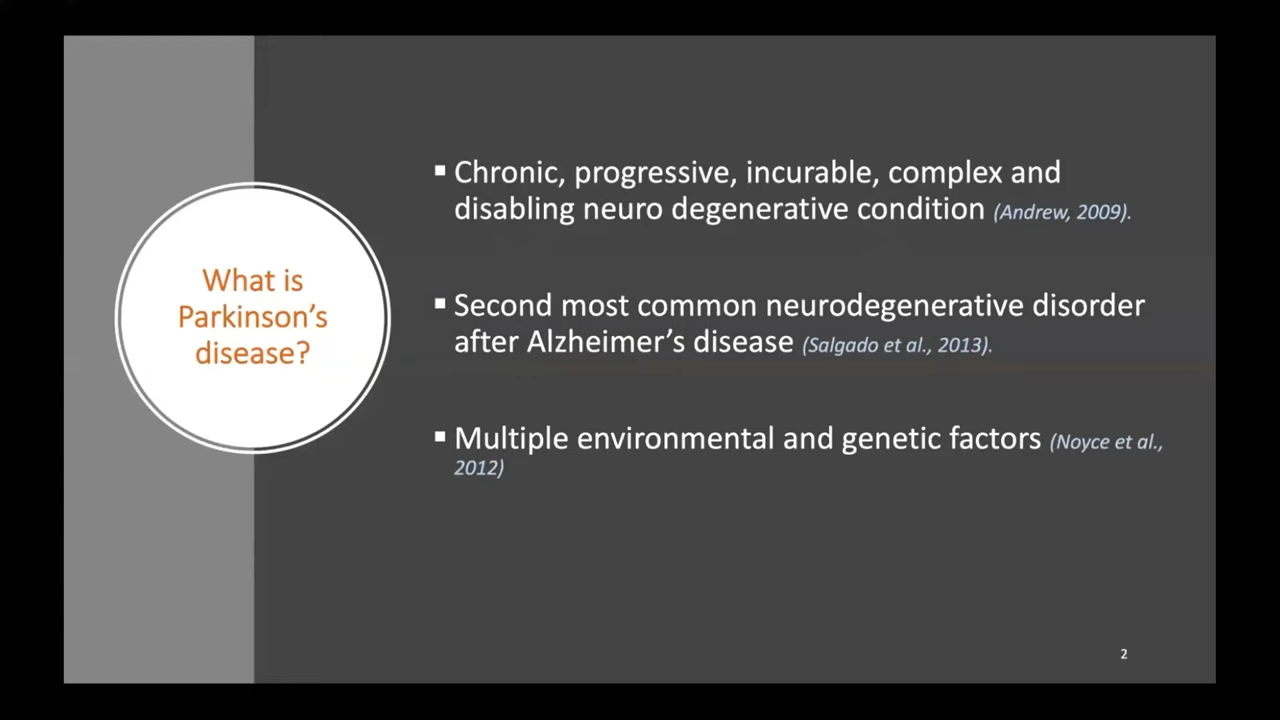 What is
Parkinson's
disease?
▪ Chronic, progressive, incurable, complex and
disabling neuro degenerative condition (Andrew, 2009).
▪ Second most common neurodegenerative disorder
after Alzheimer's disease (Salgado et al., 2013).
▪ Multiple environmental and genetic factors (Noyce et al.,
2012)
2